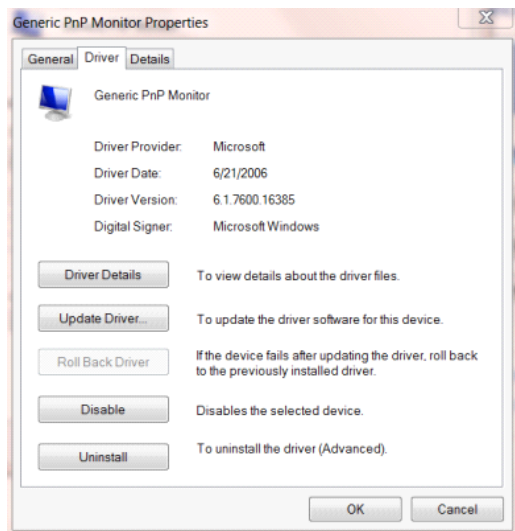 Generic PnP Monitor Properties
General Driver Details
Generic PnP Monitor
Driver Provider: Microsoft
Driver Date: 6/21/2006
Driver Version: 6.1.7600.16385
Digital Signer: Microsoft Windows
Driver Details To view details about the driver files.
Update Driver... To update the driver software for this device.
Roll Back Driver If the device fails after updating the driver, roll back
to the previously installed driver.
Disable Disables the selected device.
Uninstall To uninstall the driver (Advanced).
OK Cancel